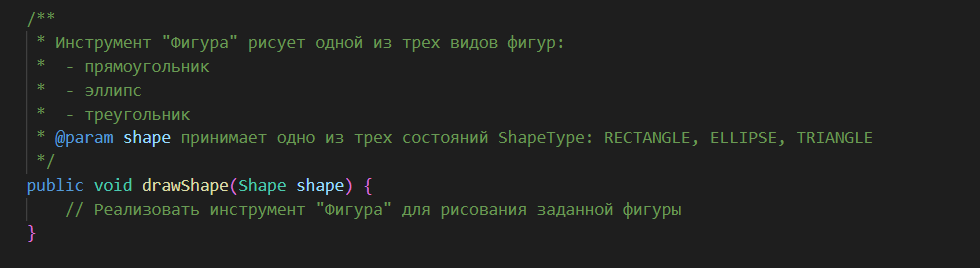 /**
 * Инструмент "Фигура" рисует одной из трех видов фигур:
 *  - прямоугольник
 *  - эллипс
 *  - треугольник
 * @param shape принимает одно из трех состояний ShapeType: RECTANGLE, ELLIPSE, TRIANGLE
 */
public void drawShape(Shape shape) {
    // Реализовать инструмент "Фигура" для рисования заданной фигуры
}